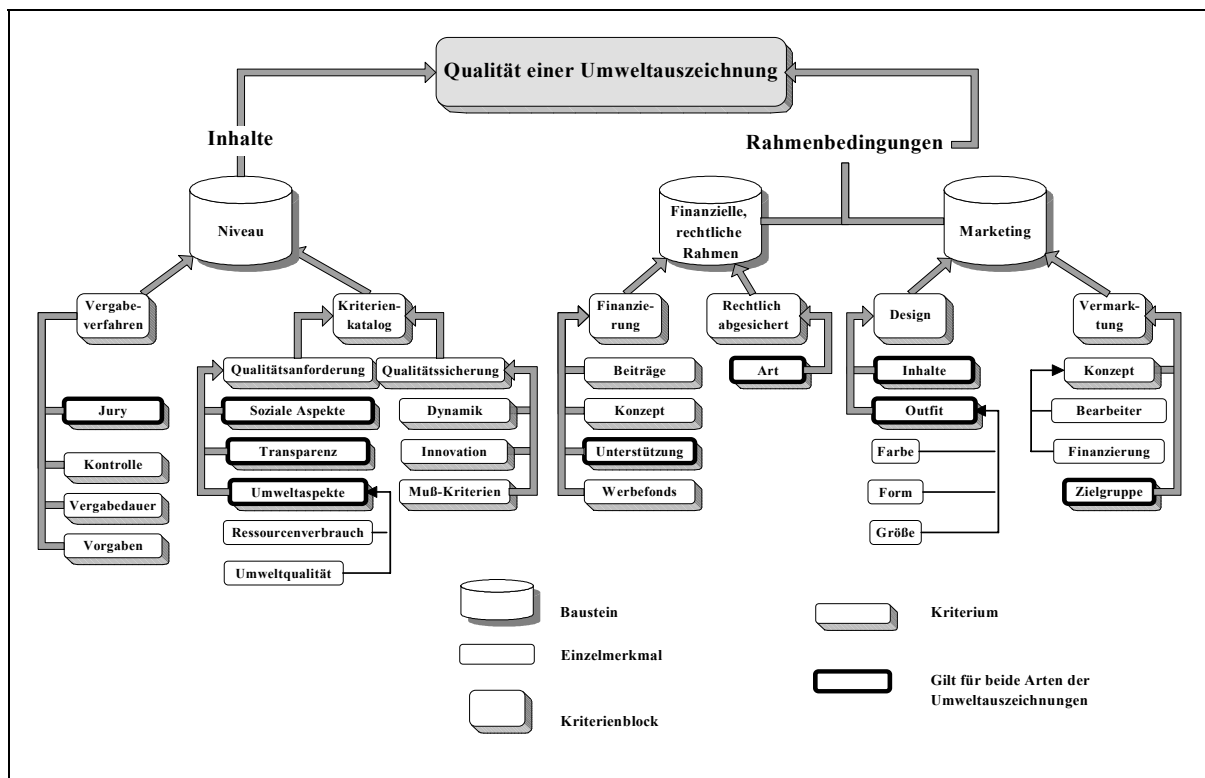 Qualität einer Umweltauszeichnung
Inhalte
Rahmenbedingungen
Niveau
Finanzielle,
rechtliche
Rahmen
Marketing
Vergabe-
verfahren
Kriterien-
katalog
Finanzie-
rung
Rechtlich
abgesichert
Design
Vermark-
tung
Qualitätsanforderung
Qualitätssicherung
Beiträge
Art
Inhalte
Konzept
Jury
Soziale Aspekte
Dynamik
Konzept
Outfit
Bearbeiter
Kontrolle
Transparenz
Innovation
Unterstützung
Farbe
Finanzierung
Vergabedauer
Umweltaspekte
Muß-Kriterien
Werbefonds
Form
Zielgruppe
Vorgaben
Ressourcenverbrauch
Größe
Umweltqualität
Baustein
Kriterium
Einzelmerkmal
Gilt für beide Arten der
Umweltauszeichnungen
Kriterienblock